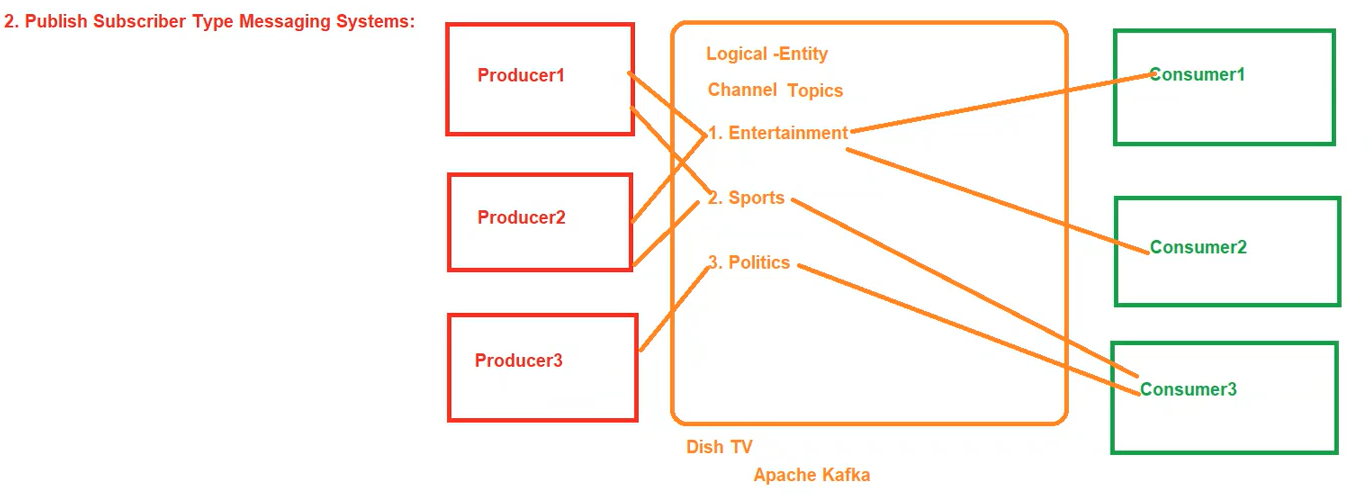 2. Publish Subscriber Type Messaging Systems:
Producer1
Producer2
Producer3
Logical -Entity
Channel Topics
1. Entertainment
2. Sports
3. Politics
Consumer1
Consumer2
Consumer3
Dish TV
Apache Kafka